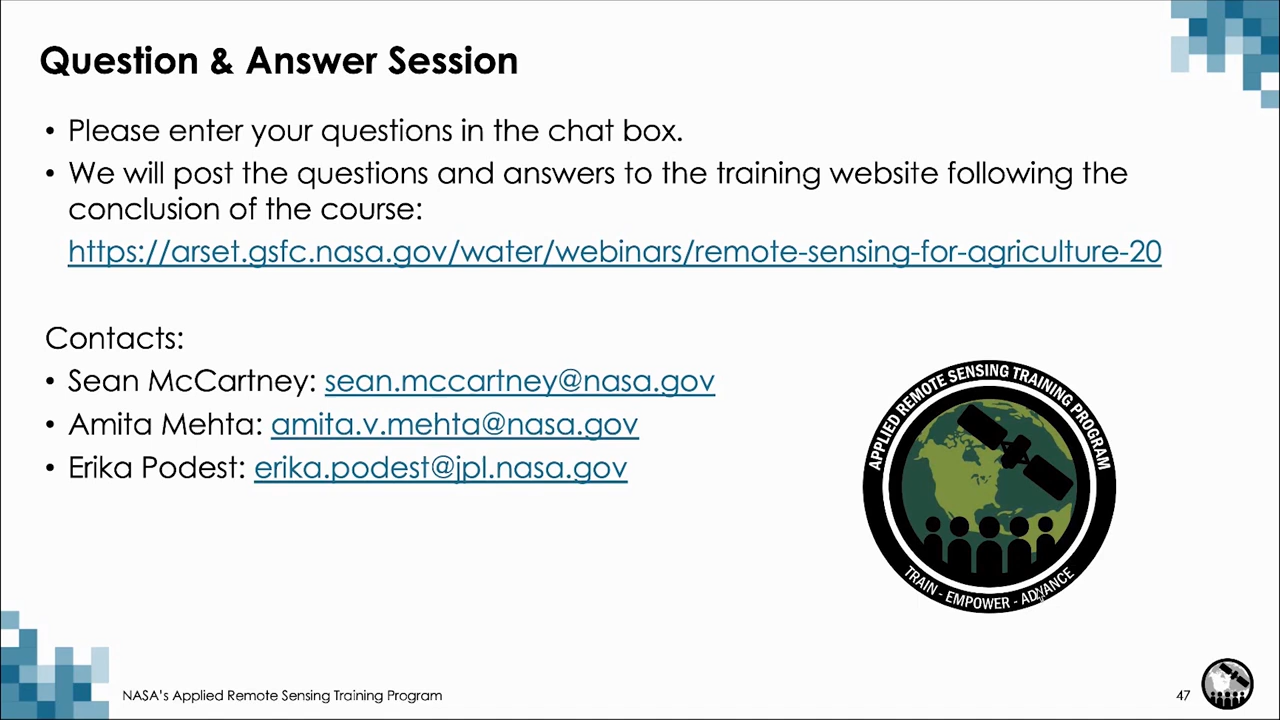 Question & Answer Session
• Please enter your questions in the chat box.
• We will post the questions and answers to the training website following the
conclusion of the course:
https://arset.gsfc.nasa.gov/water/webinars/remote-sensing-for-agriculture-20
Contacts:
• Sean McCartney: sean.mccartney@nasa.gov
• Amita Mehta: amita.v.mehta@nasa.gov
• Erika Podest: erika.podest@jpl.nasa.gov
APPLIED REMOTE SENSING TRAINING PROGRAM
TRAIN - EMPOWER - ADVANCE
NASA's Applied Remote Sensing Training Program
47